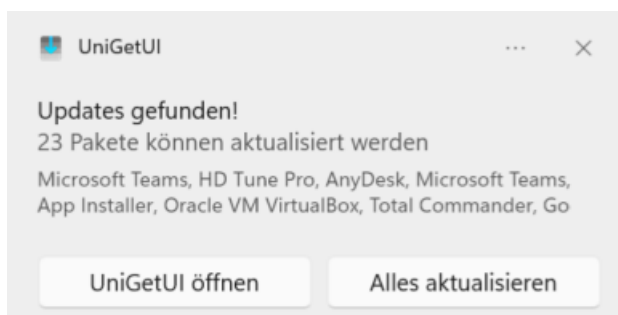 UniGetUI
Updates gefunden!
23 Pakete können aktualisiert werden
Microsoft Teams, HD Tune Pro, AnyDesk, Microsoft Teams,
App Installer, Oracle VM VirtualBox, Total Commander, Go
UniGetUI öffnen
Alles aktualisieren